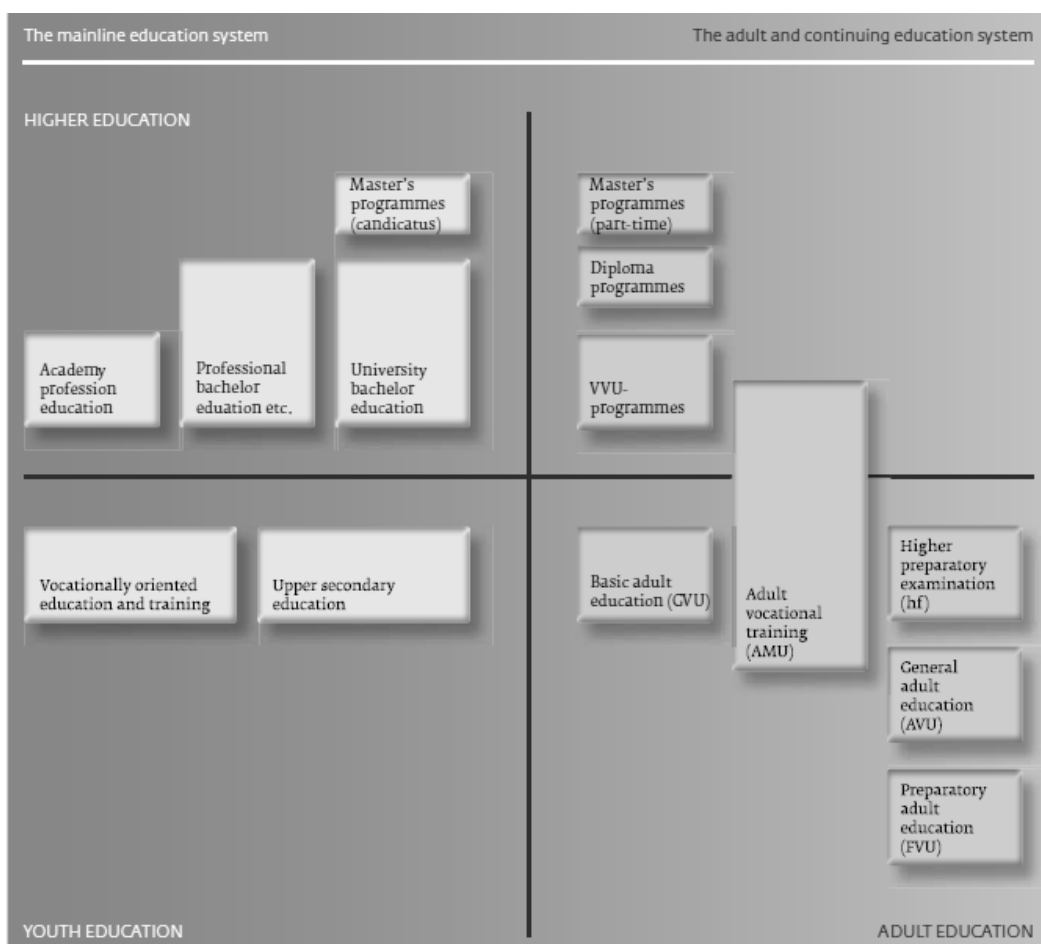 The mainline education system
The adult and continuing education system
HIGHER EDUCATION
Master's
programmes
(candicatus)
Academy
profession
education
Professional
bachelor
eduation etc.
University
bachelor
education
Master's
programmes
(part-time)
Diploma
programmes
VVU-
programmes
Vocationally oriented
education and training
Upper secondary
education
Basic adult
education (GVU)
Adult
vocational
training
(AMU)
Higher
preparatory
examination
(hf)
General
adult
education
(AVU)
Preparatory
adult
education
(FVU)
YOUTH EDUCATION
ADULT EDUCATION